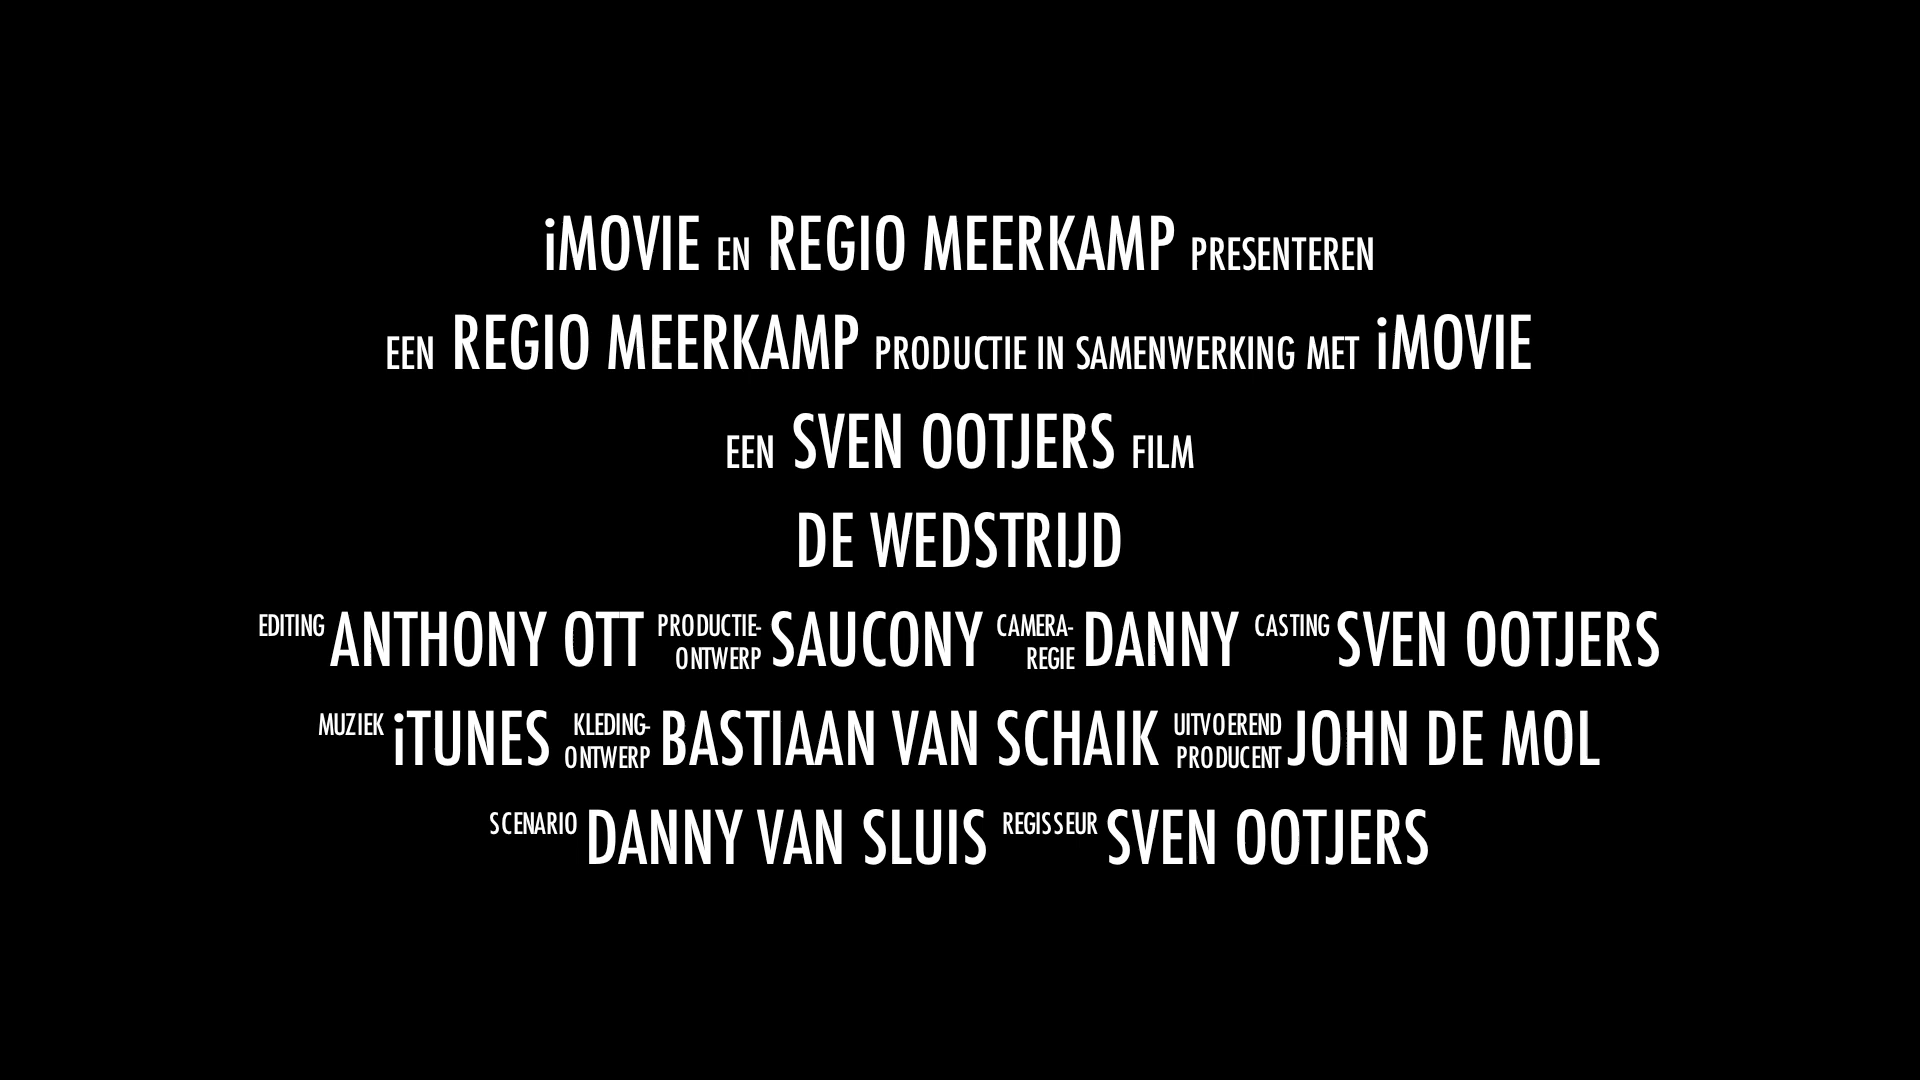 iMOVIE EN REGIO MEERKAMP PRESENTEREN
EEN REGIO MEERKAMP PRODUCTIE IN SAMENWERKING MET iMOVIE
EEN SVEN OOTJERS FILM
DE WEDSTRIJD
EDITING ANTHONY OTT PRODUCTIE-ONTWERP SAUCONY CAMERA-REGIE DANNY CASTING SVEN OOTJERS
MUZIEK iTUNES KLEDING-ONTWERP BASTIAAN VAN SCHAIK UITVOEREND PRODUCENT JOHN DE MOL
SCENARIO DANNY VAN SLUIS REGISSEUR SVEN OOTJERS